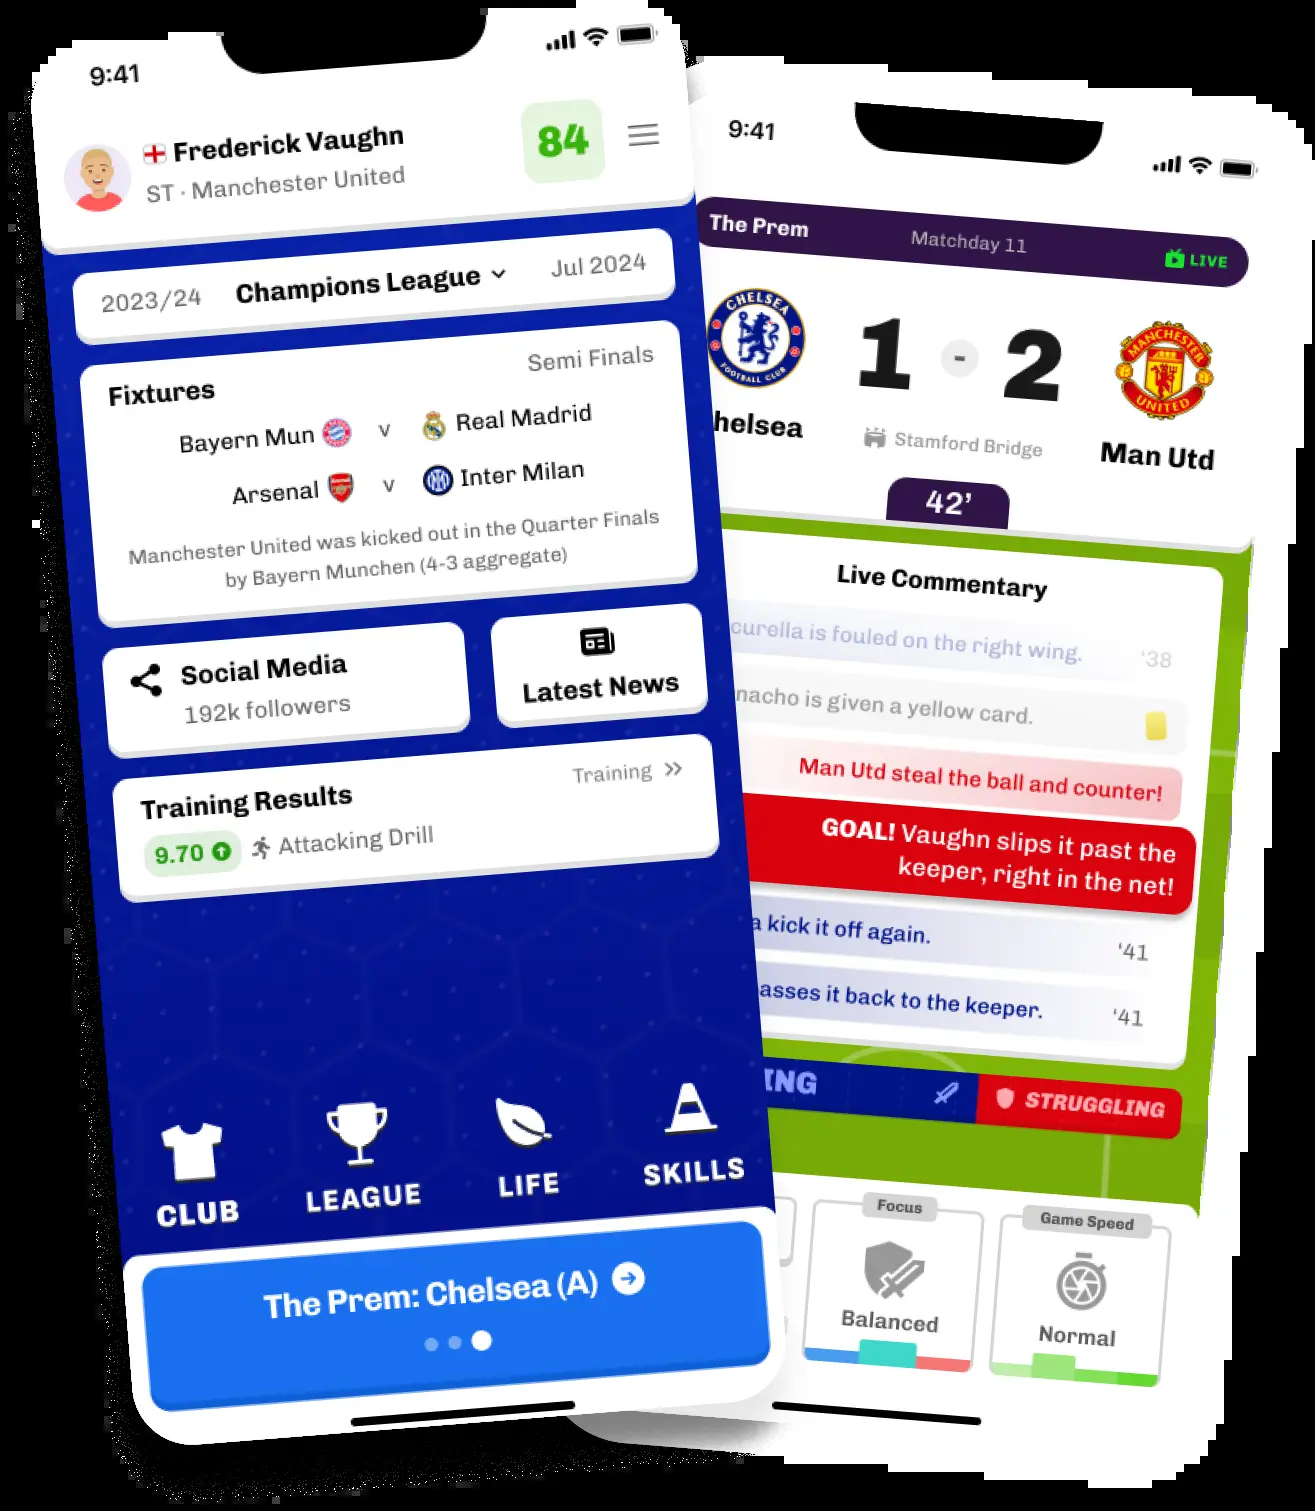 9:41
Frederick Vaughn
ST · Manchester United
84
2023/24 Champions League Jul 2024
Fixtures
Semi Finals
Bayern Mun v Real Madrid
Arsenal v Inter Milan
Manchester United was kicked out in the Quarter Finals
by Bayern Munchen (4-3 aggregate)
Social Media
192k followers
Latest News
Training Results
Training
9.70 Attacking Drill
CLUB
LEAGUE
LIFE
SKILLS
The Prem: Chelsea (A)
9:41
The Prem Matchday 11 LIVE
CHELSEA
FOOTBALL CLUB
1 - 2
MANCHESTER
UNITED
helsea
Stamford Bridge
Man Utd
42’
Live Commentary
curella is fouled on the right wing. ‘38
nacho is given a yellow card.
Man Utd steal the ball and counter!
GOAL! Vaughn slips it past the
keeper, right in the net!
a kick it off again. ‘41
asses it back to the keeper. ‘41
ING
STRUGGLING
Focus
Balanced
Game Speed
Normal